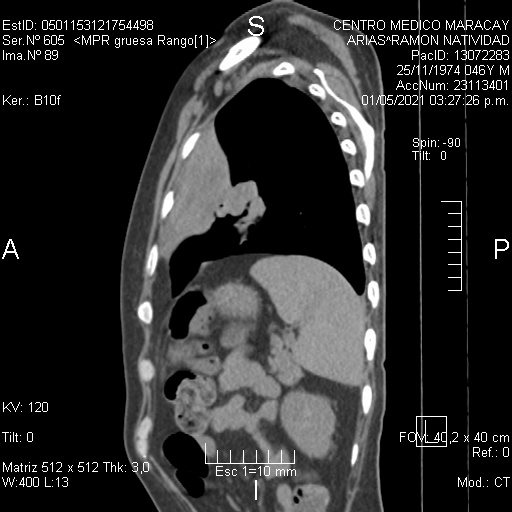 EstID: 0501153121754498
Ser.Nº 605 <MPR gruesa Rango[1]>
Ima.Nº 89
Ker.: B10f
S
CENTRO MEDICO MARACAY
ARIAS^RAMON NATIVIDAD
PacID: 13072283
25/11/1974 046Y M
AccNum: 23113401
01/05/2021 03:27:26 p.m.
Spin: -90
Tilt: 0
A
P
KV: 120
Tilt: 0
Matriz 512 x 512 Thk: 3,0
W:400 L:13
Esc 1=10 mm
I
FOV: 40,2 x 40 cm
Ref.: 0
Mod.: CT